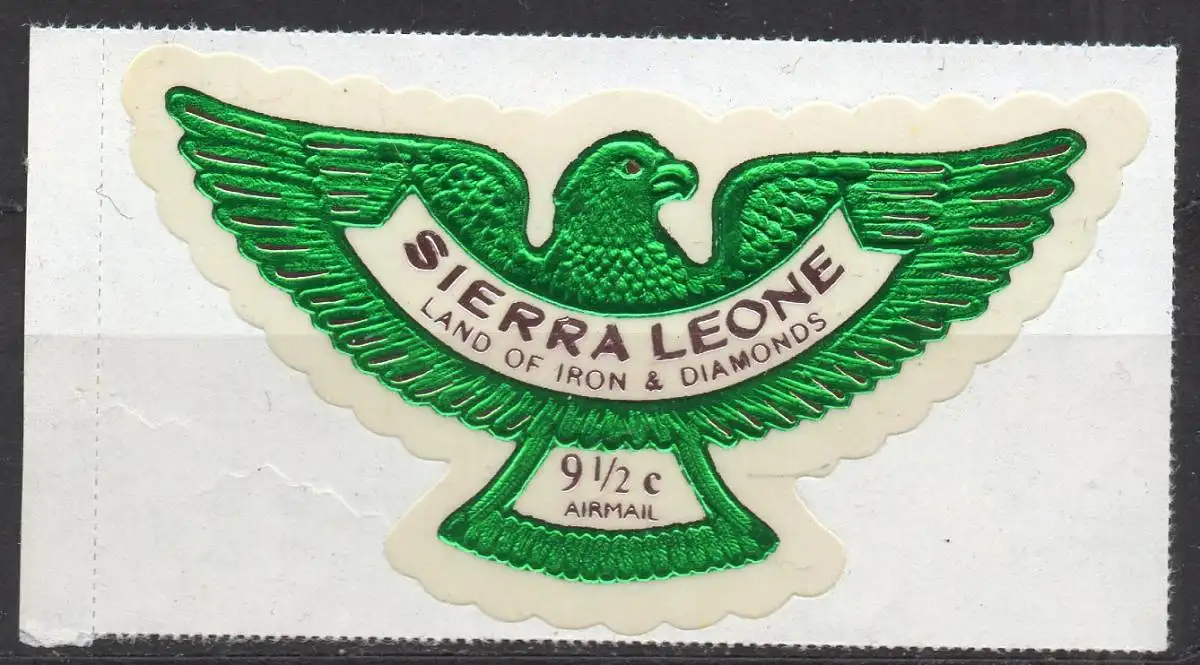 SIERRA LEONE
LAND OF IRON & DIAMONDS
9 1/2 c
AIRMAIL